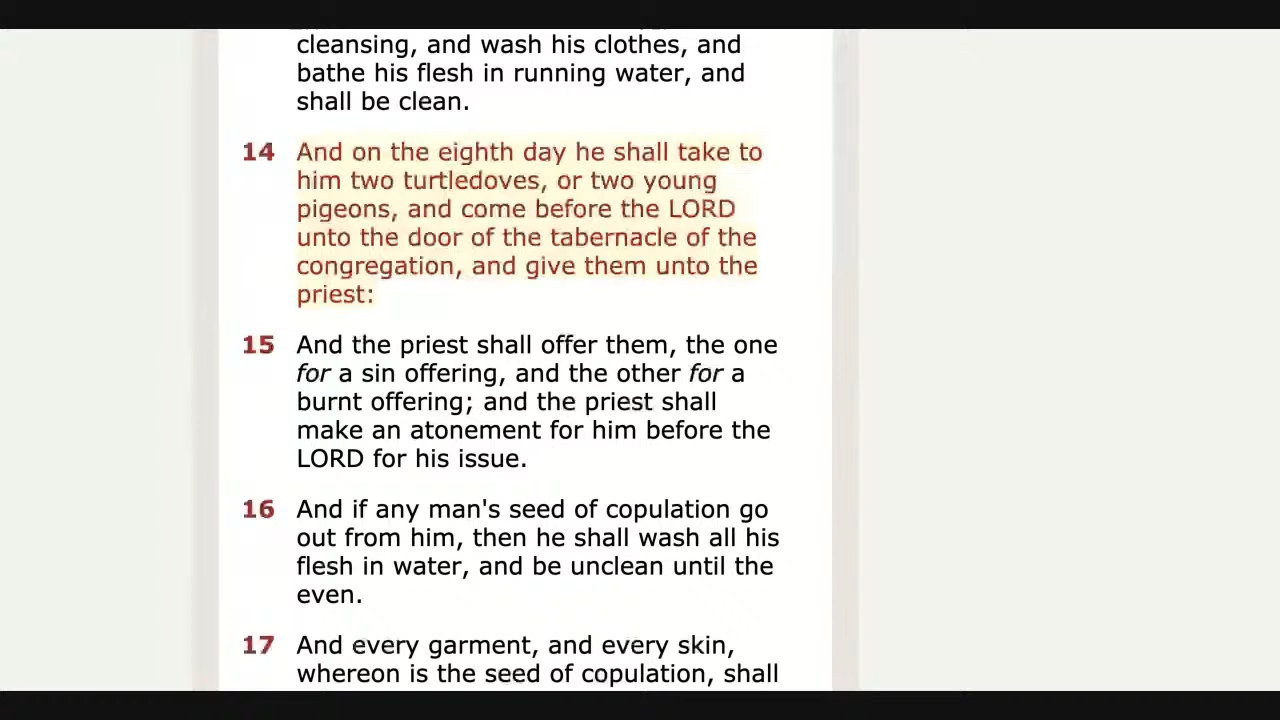 cleansing, and wash his clothes, and
bathe his flesh in running water, and
shall be clean.
14 And on the eighth day he shall take to
him two turtledoves, or two young
pigeons, and come before the LORD
unto the door of the tabernacle of the
congregation, and give them unto the
priest:
15 And the priest shall offer them, the one
for a sin offering, and the other for a
burnt offering; and the priest shall
make an atonement for him before the
LORD for his issue.
16 And if any man's seed of copulation go
out from him, then he shall wash all his
flesh in water, and be unclean until the
even.
17 And every garment, and every skin,
whereon is the seed of copulation, shall